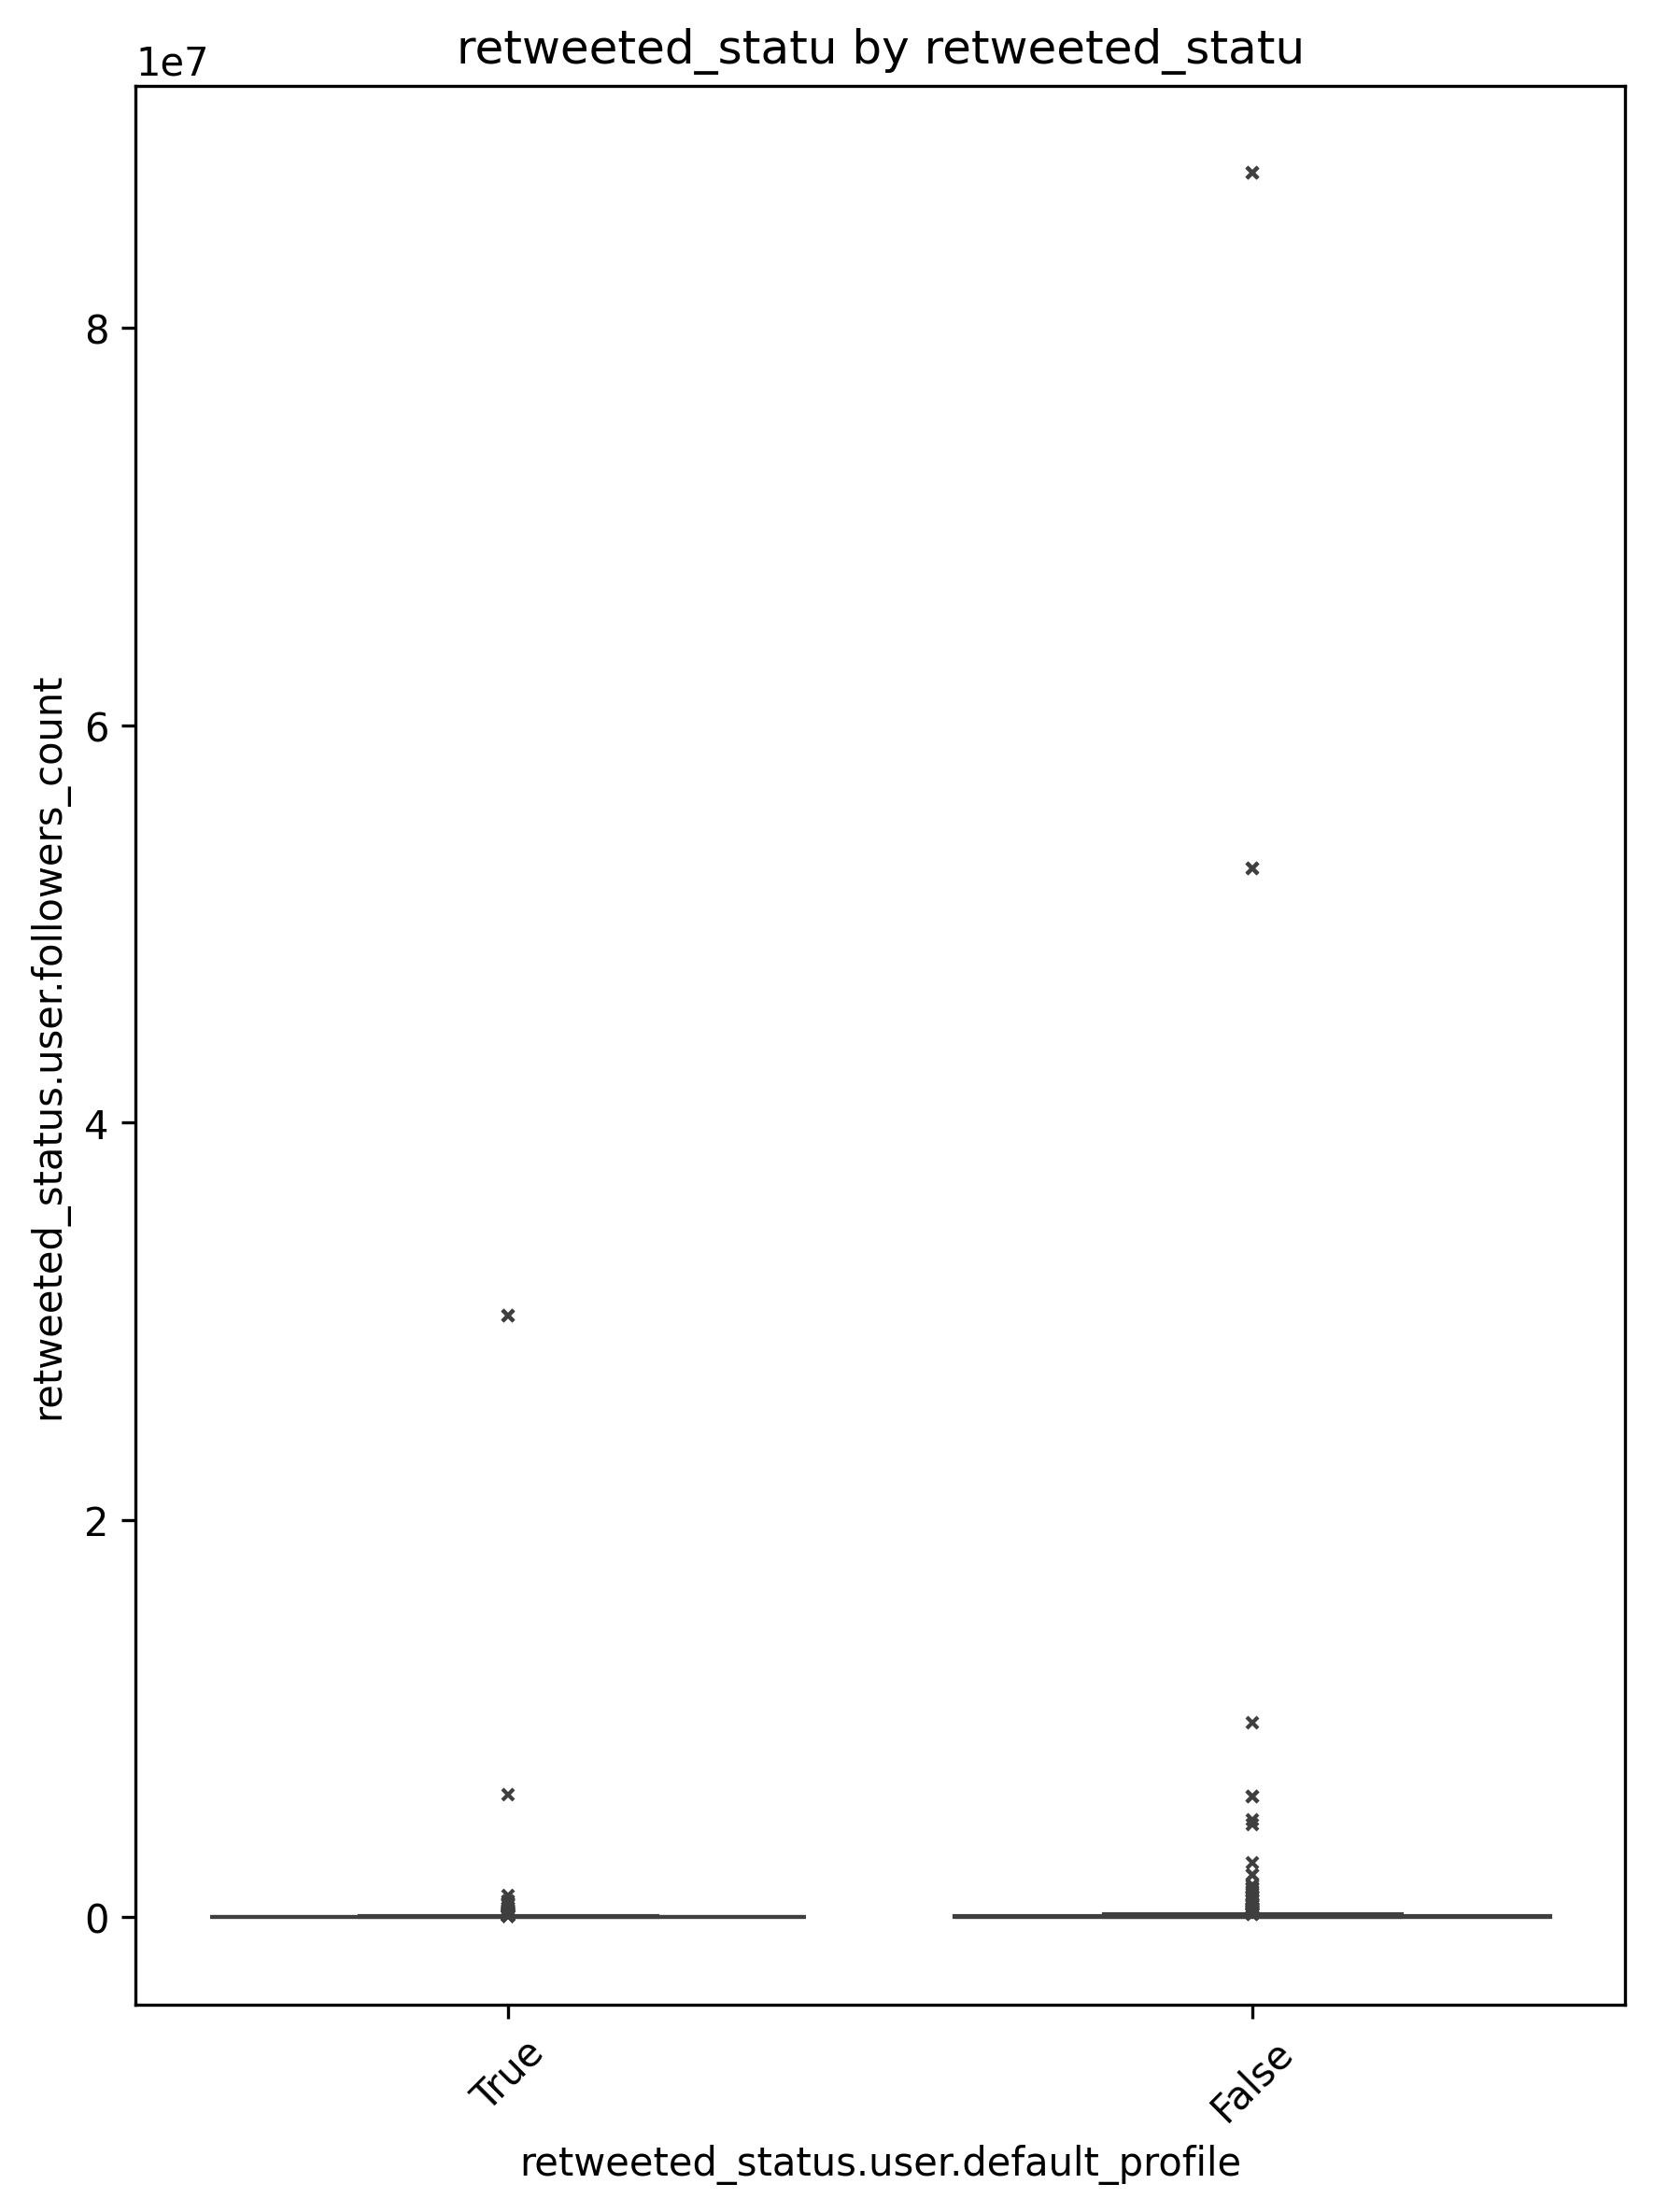 retweeted_statu by retweeted_statu
1e7
8
6
4
2
0
retweeted_status.user.followers_count
True
False
retweeted_status.user.default_profile